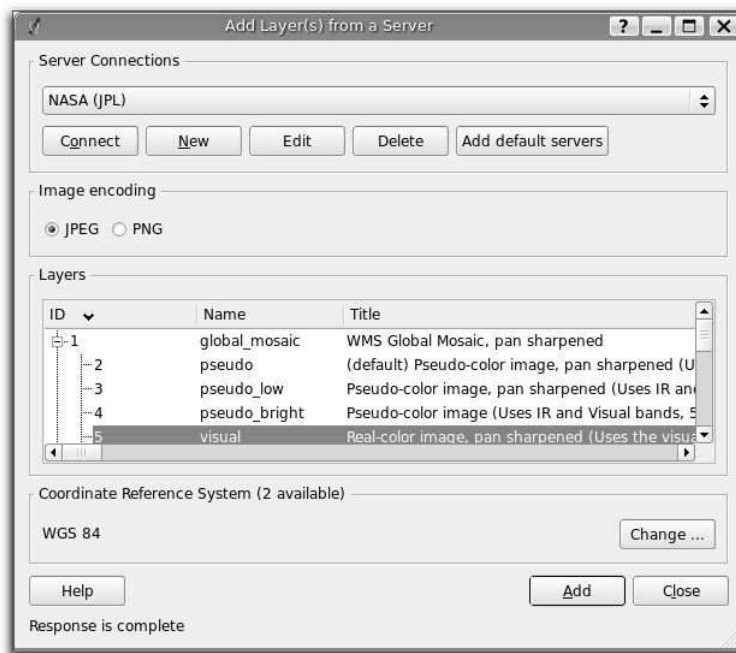 Add Layer(s) from a Server
Server Connections
NASA (JPL)
Connect New Edit Delete Add default servers
Image encoding
JPEG PNG
Layers
ID Name Title
1 global_mosaic WMS Global Mosaic, pan sharpened
2 pseudo (default) Pseudo-color image, pan sharpened (U
3 pseudo_low Pseudo-color image, pan sharpened (Uses IR an
4 pseudo_bright Pseudo-color image (Uses IR and Visual bands, 5
5 visual Real-color image, pan sharpened (Uses the visua
Coordinate Reference System (2 available)
WGS 84 Change ...
Help Add Close
Response is complete